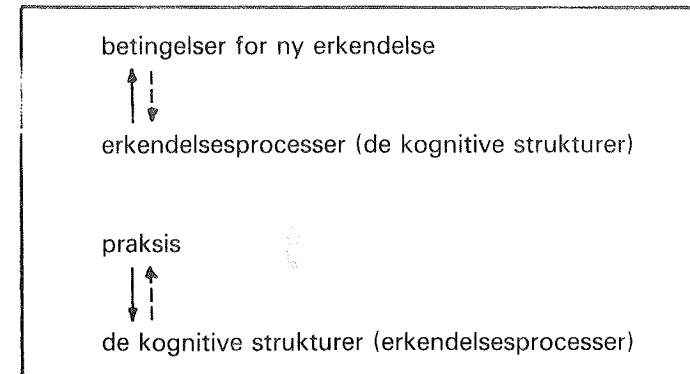 betingelser for ny erkendelse
erkendelsesprocesser (de kognitive strukturer)
praksis
de kognitive strukturer (erkendelsesprocesser)